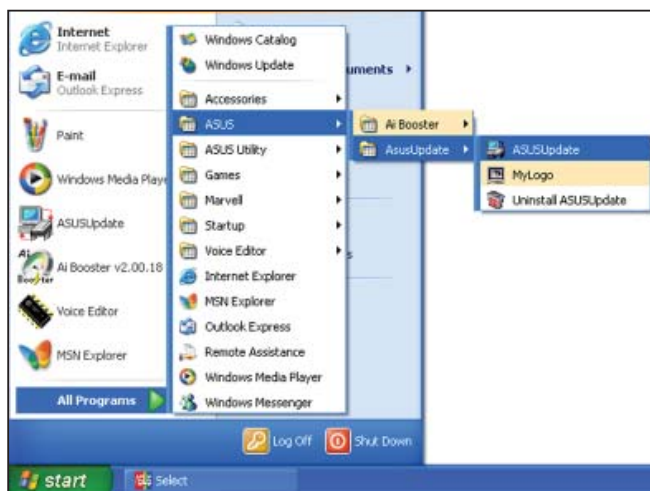 Internet
Internet Explorer
E-mail
Outlook Express
Paint
Windows Media Playe
ASUSUpdate
Ai Booster
Ai Booster v2.00.18
Voice Editor
MSN Explorer
All Programs
Windows Catalog
Windows Update
Accessories
ASUS
ASUS Utility
Games
Marvell
Startup
Voice Editor
Internet Explorer
MSN Explorer
Outlook Express
Remote Assistance
Windows Media Player
Windows Messenger
uments
s
Ai Booster
AsusUpdate
ASUSUpdate
MyLogo
Uninstall ASUSUpdate
Log Off
Shut Down
start
Select